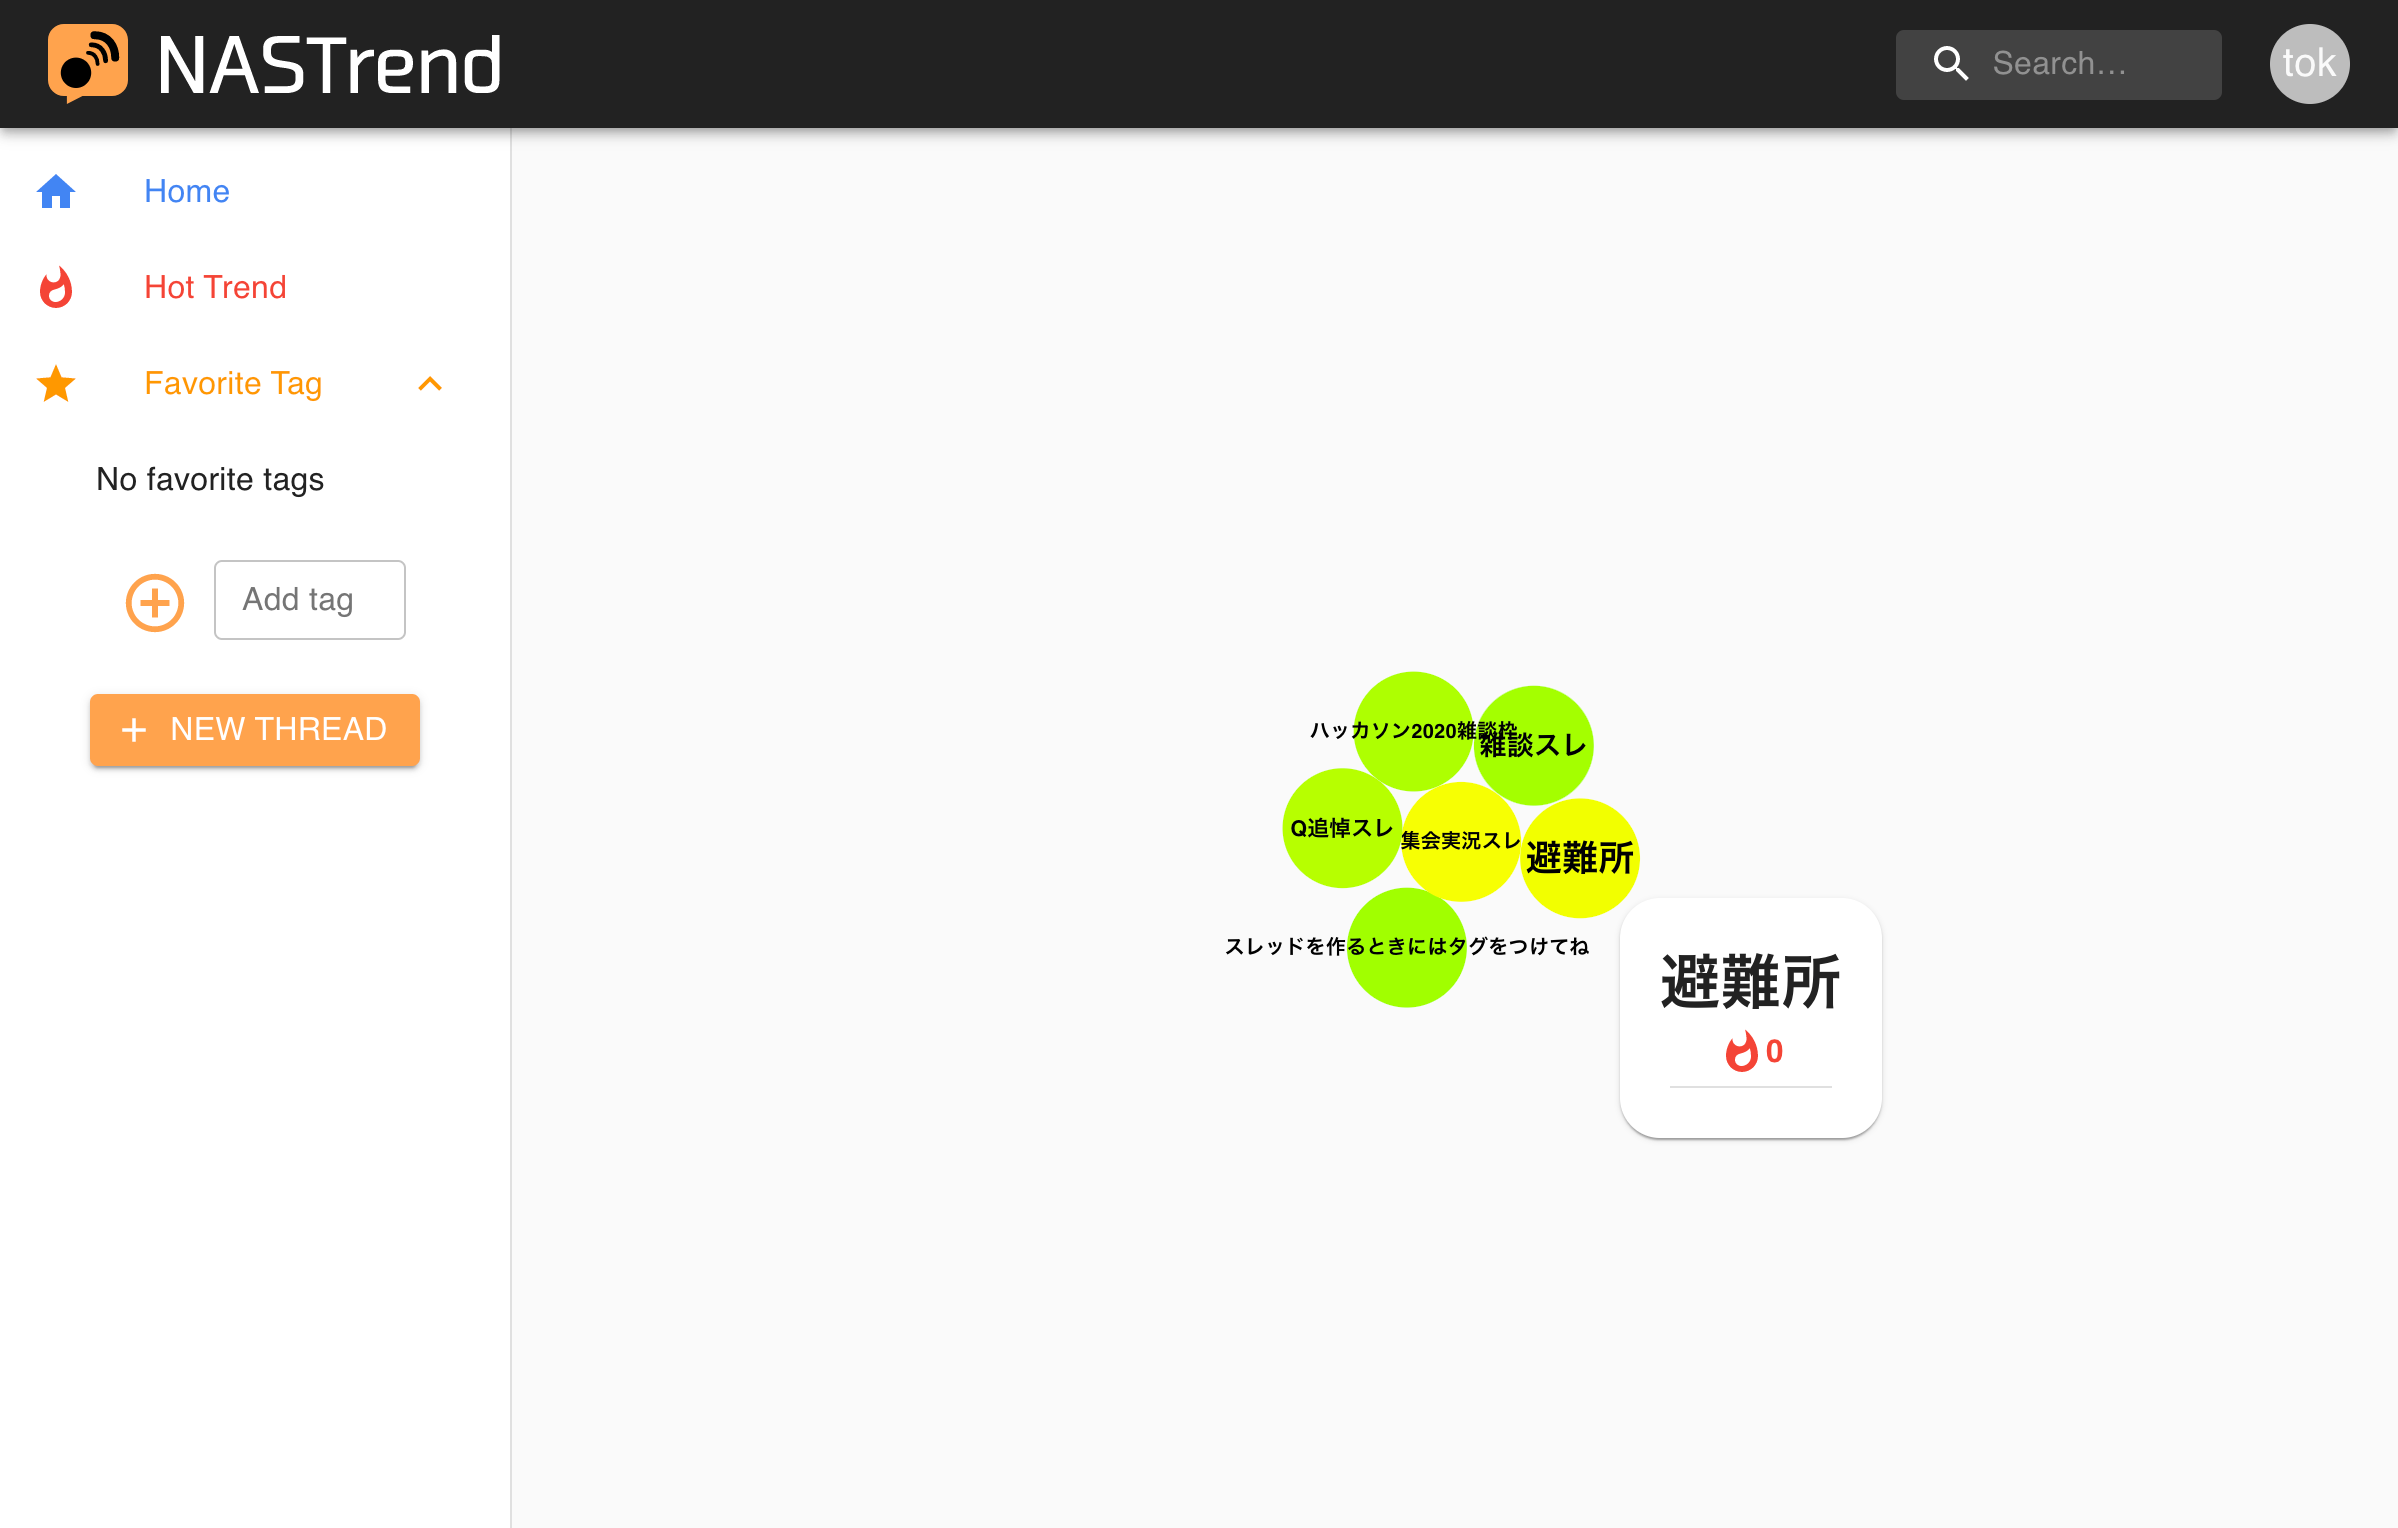 NASTrend
Search…
tok
Home
Hot Trend
Favorite Tag
No favorite tags
Add tag
NEW THREAD
ハッカソン2020雑談枠
雑談スレ
Q追悼スレ
集会実況スレ
避難所
スレッドを作るときにはタグをつけてね
避難所
0